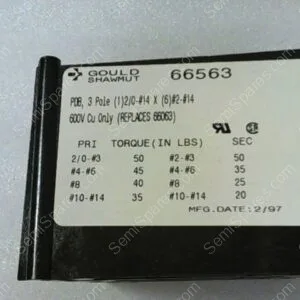 GOULD 66563
SHAWMUT
PDB, 3 Pole (1)2/0-#14 X (6)#2-#14
600V Cu Only (REPLACES 66063)
PRI TORQUE(IN LBS) SEC
2/0-#3 50 #2-#3 50
#4-#6 45 #4-#6 35
#8 40 #8 25
#10-#14 35 #10-#14 20
MFG.DATE:2/97